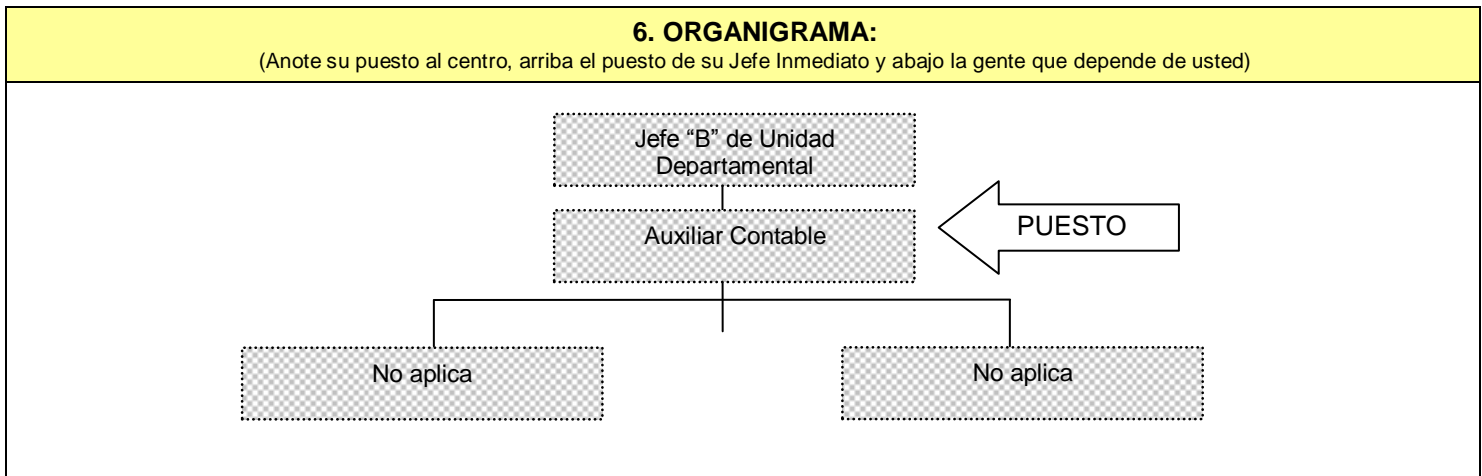 6. ORGANIGRAMA:
(Anote su puesto al centro, arriba el puesto de su Jefe Inmediato y abajo la gente que depende de usted)
Jefe “B” de Unidad
Departamental
Auxiliar Contable
PUESTO
No aplica
No aplica